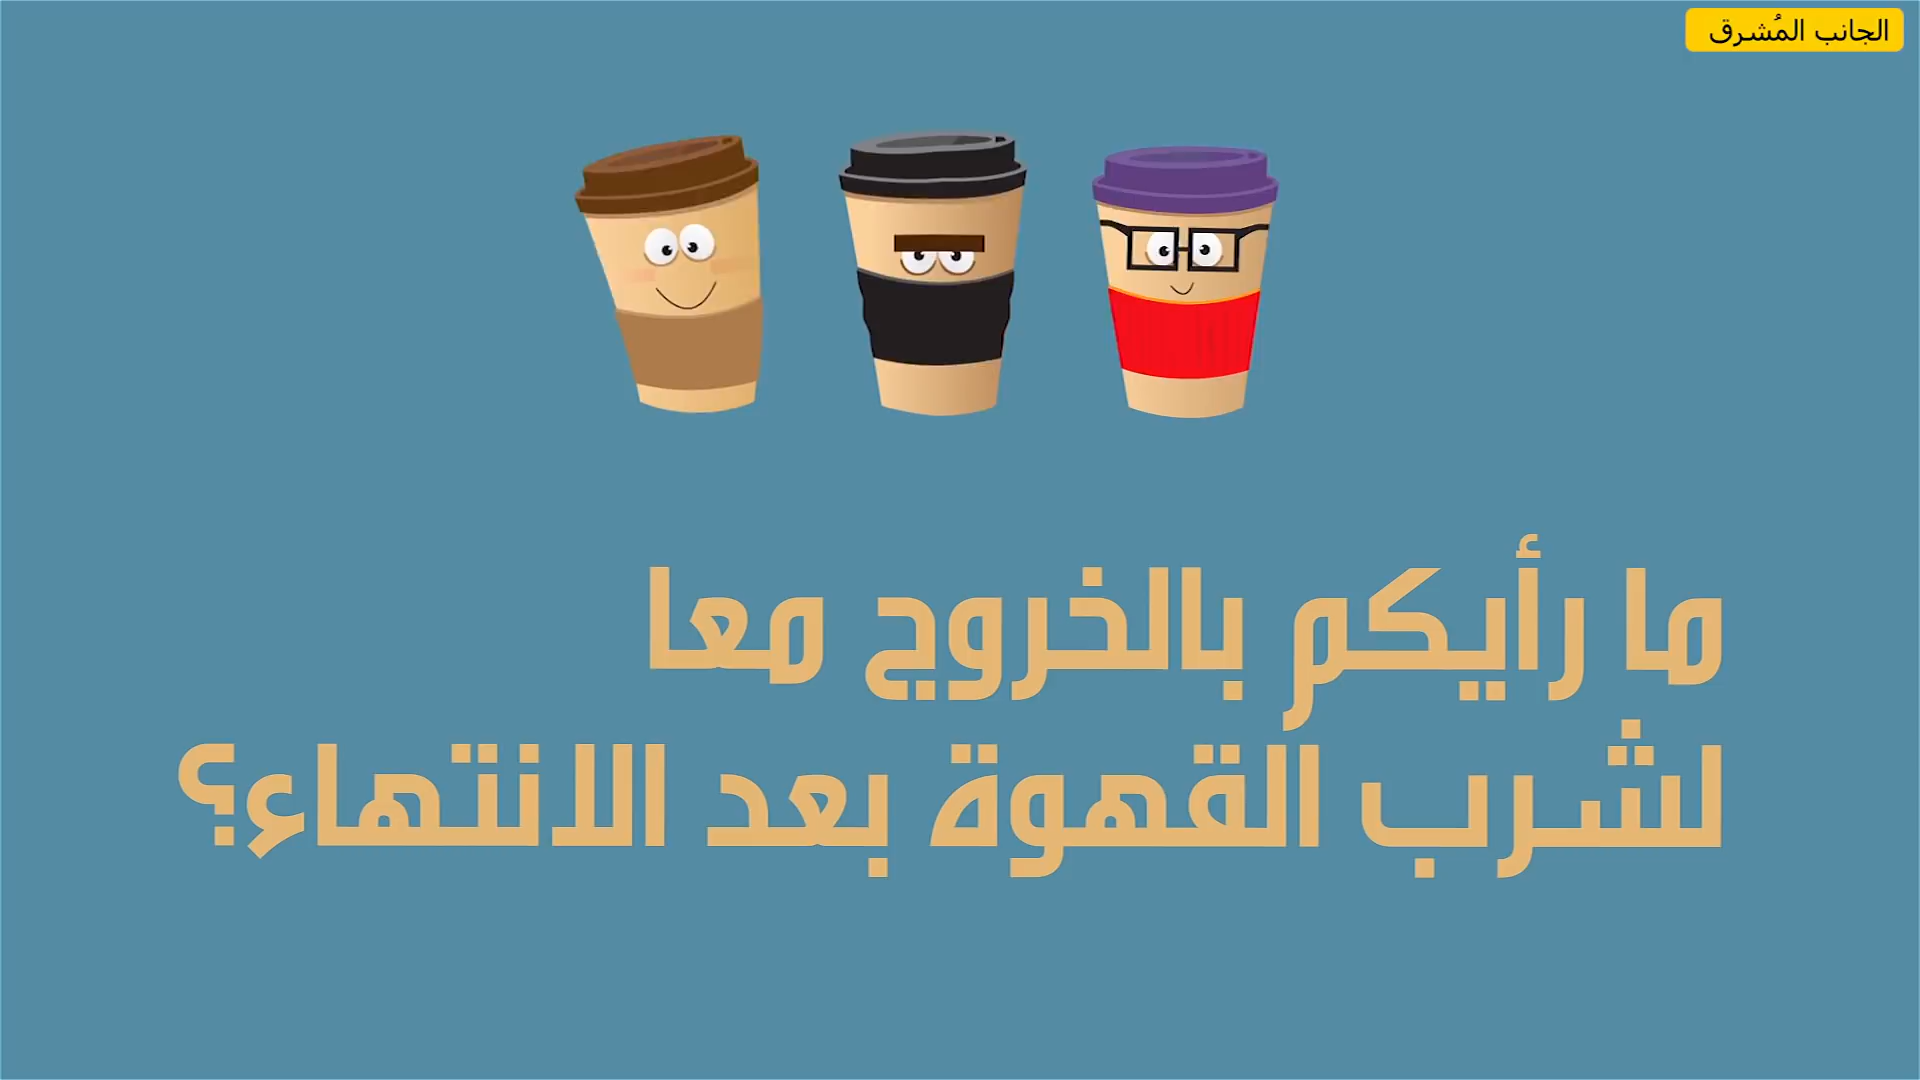 الجانب المُشرق
ما رأيكم بالخروج معا
لشرب القهوة بعد الانتهاء؟